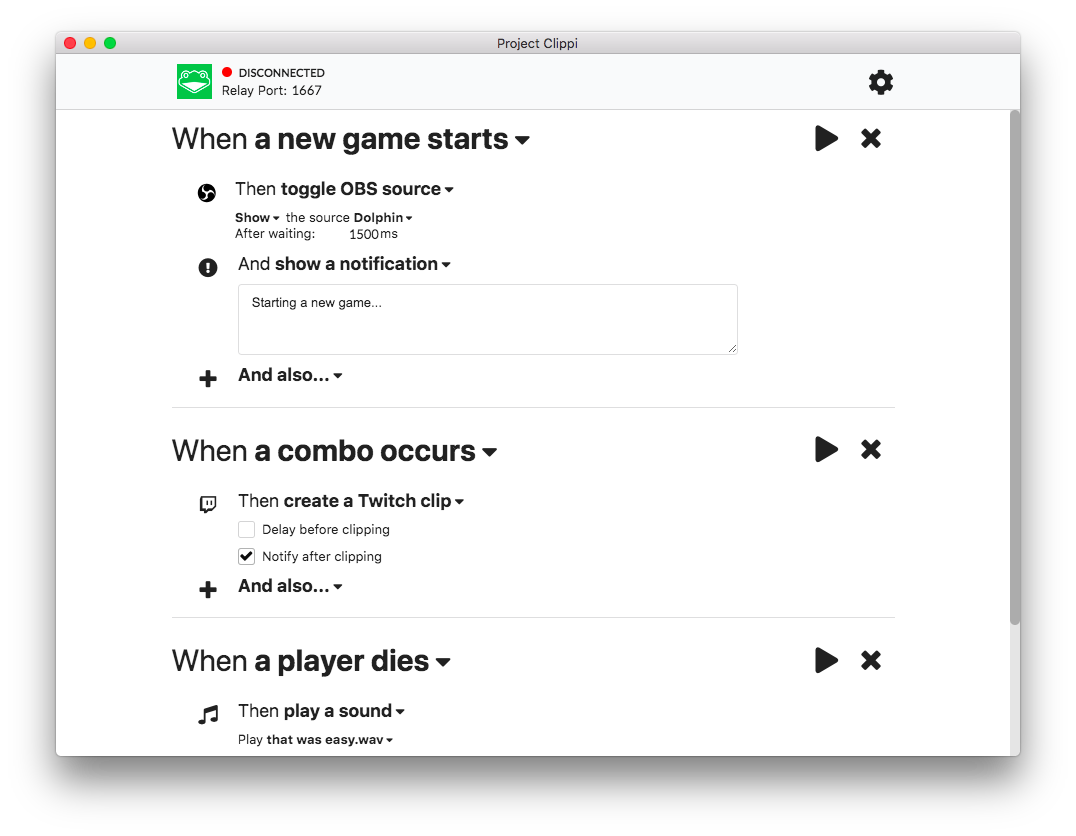 Project Clippi
DISCONNECTED
Relay Port: 1667
When a new game starts
Then toggle OBS source
Show the source Dolphin
After waiting: 1500ms
And show a notification
Starting a new game...
And also...
When a combo occurs
Then create a Twitch clip
Delay before clipping
Notify after clipping
And also...
When a player dies
Then play a sound
Play that was easy.wav